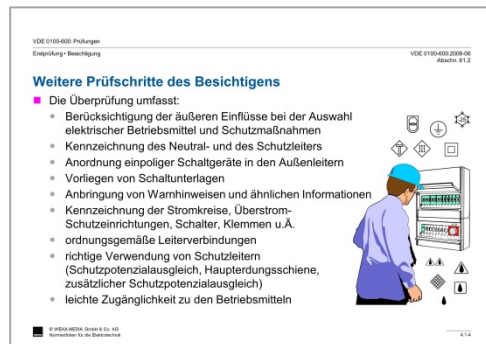 VDE 0100-600: Prüfungen
Erstprüfung • Besichtigung
VDE 0100-600:2008-06
Abschn. 61.2
Weitere Prüfschritte des Besichtigens
Die Überprüfung umfasst:
Berücksichtigung der äußeren Einflüsse bei der Auswahl
elektrischer Betriebsmittel und Schutzmaßnahmen
Kennzeichnung des Neutral- und des Schutzleiters
Anordnung einpoliger Schaltgeräte in den Außenleitern
Vorliegen von Schaltunterlagen
Anbringung von Warnhinweisen und ähnlichen Informationen
Kennzeichnung der Stromkreise, Überstrom-
Schutzeinrichtungen, Schalter, Klemmen u.Ä.
ordnungsgemäße Leiterverbindungen
richtige Verwendung von Schutzleitern
(Schutzpotenzialausgleich, Haupterdungsschiene,
zusätzlicher Schutzpotenzialausgleich)
leichte Zugänglichkeit zu den Betriebsmitteln
© WEKA MEDIA GmbH & Co. KG
Normenfolien für die Elektrotechnik
4.1-4